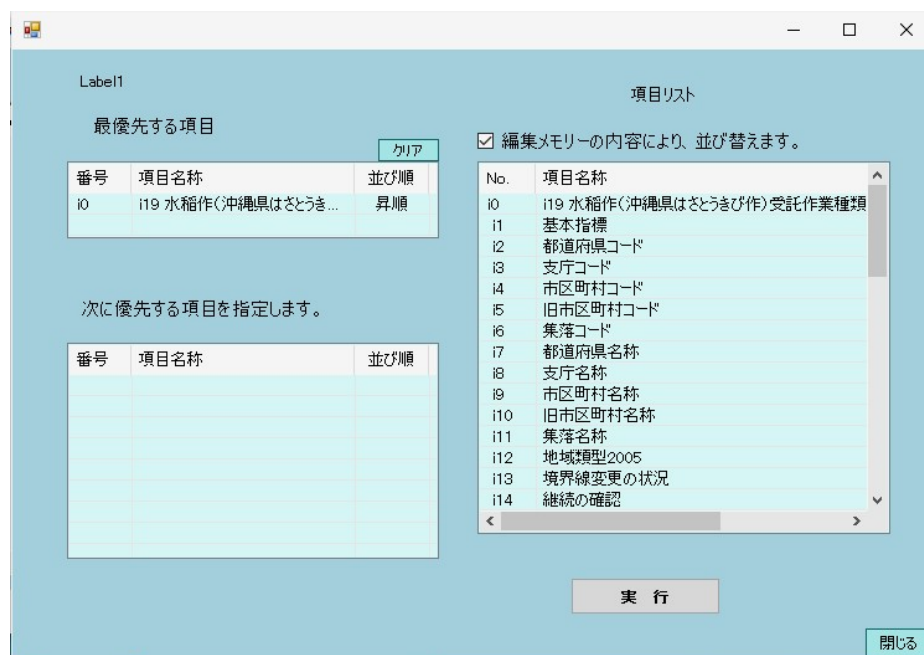 Label1
最優先する項目
クリア
番号 項目名称 並び順
i0 i19 水稲作(沖縄県はさとうき... 昇順
次に優先する項目を指定します。
番号 項目名称 並び順
項目リスト
編集メモリーの内容により、並び替えます。
No. 項目名称
i0 i19 水稲作(沖縄県はさとうきび作)受託作業種類
i1 基本指標
i2 都道府県コード
i3 支庁コード
i4 市区町村コード
i5 旧市区町村コード
i6 集落コード
i7 都道府県名称
i8 支庁名称
i9 市区町村名称
i10 旧市区町村名称
i11 集落名称
i12 地域類型2005
i13 境界線変更の状況
i14 継続の確認
実 行
閉じる